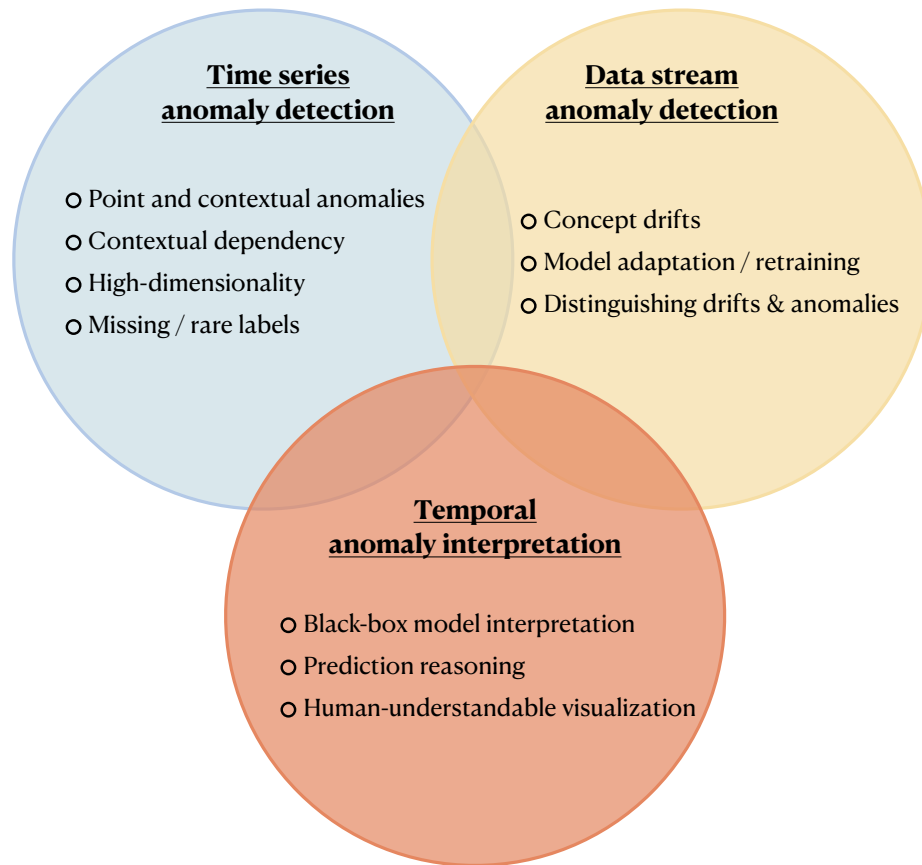 Time series
anomaly detection
Point and contextual anomalies
Contextual dependency
High-dimensionality
Missing / rare labels
Data stream
anomaly detection
Concept drifts
Model adaptation / retraining
Distinguishing drifts & anomalies
Temporal
anomaly interpretation
Black-box model interpretation
Prediction reasoning
Human-understandable visualization